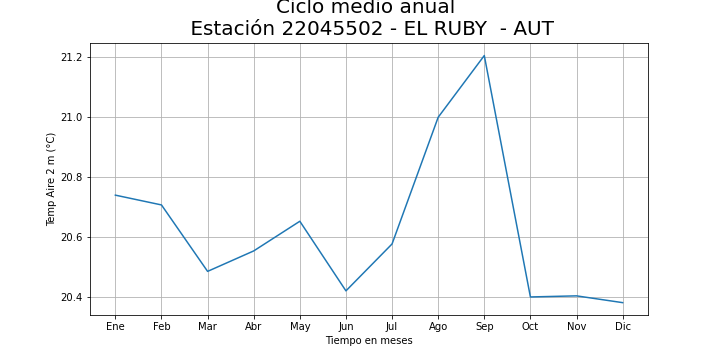 Ciclo medio anual
Estación 22045502 - EL RUBY  - AUT
21.2
21.0
20.8
20.6
20.4
Temp Aire 2 m (°C)
Ene Feb Mar Abr May Jun Jul Ago Sep Oct Nov Dic
Tiempo en meses